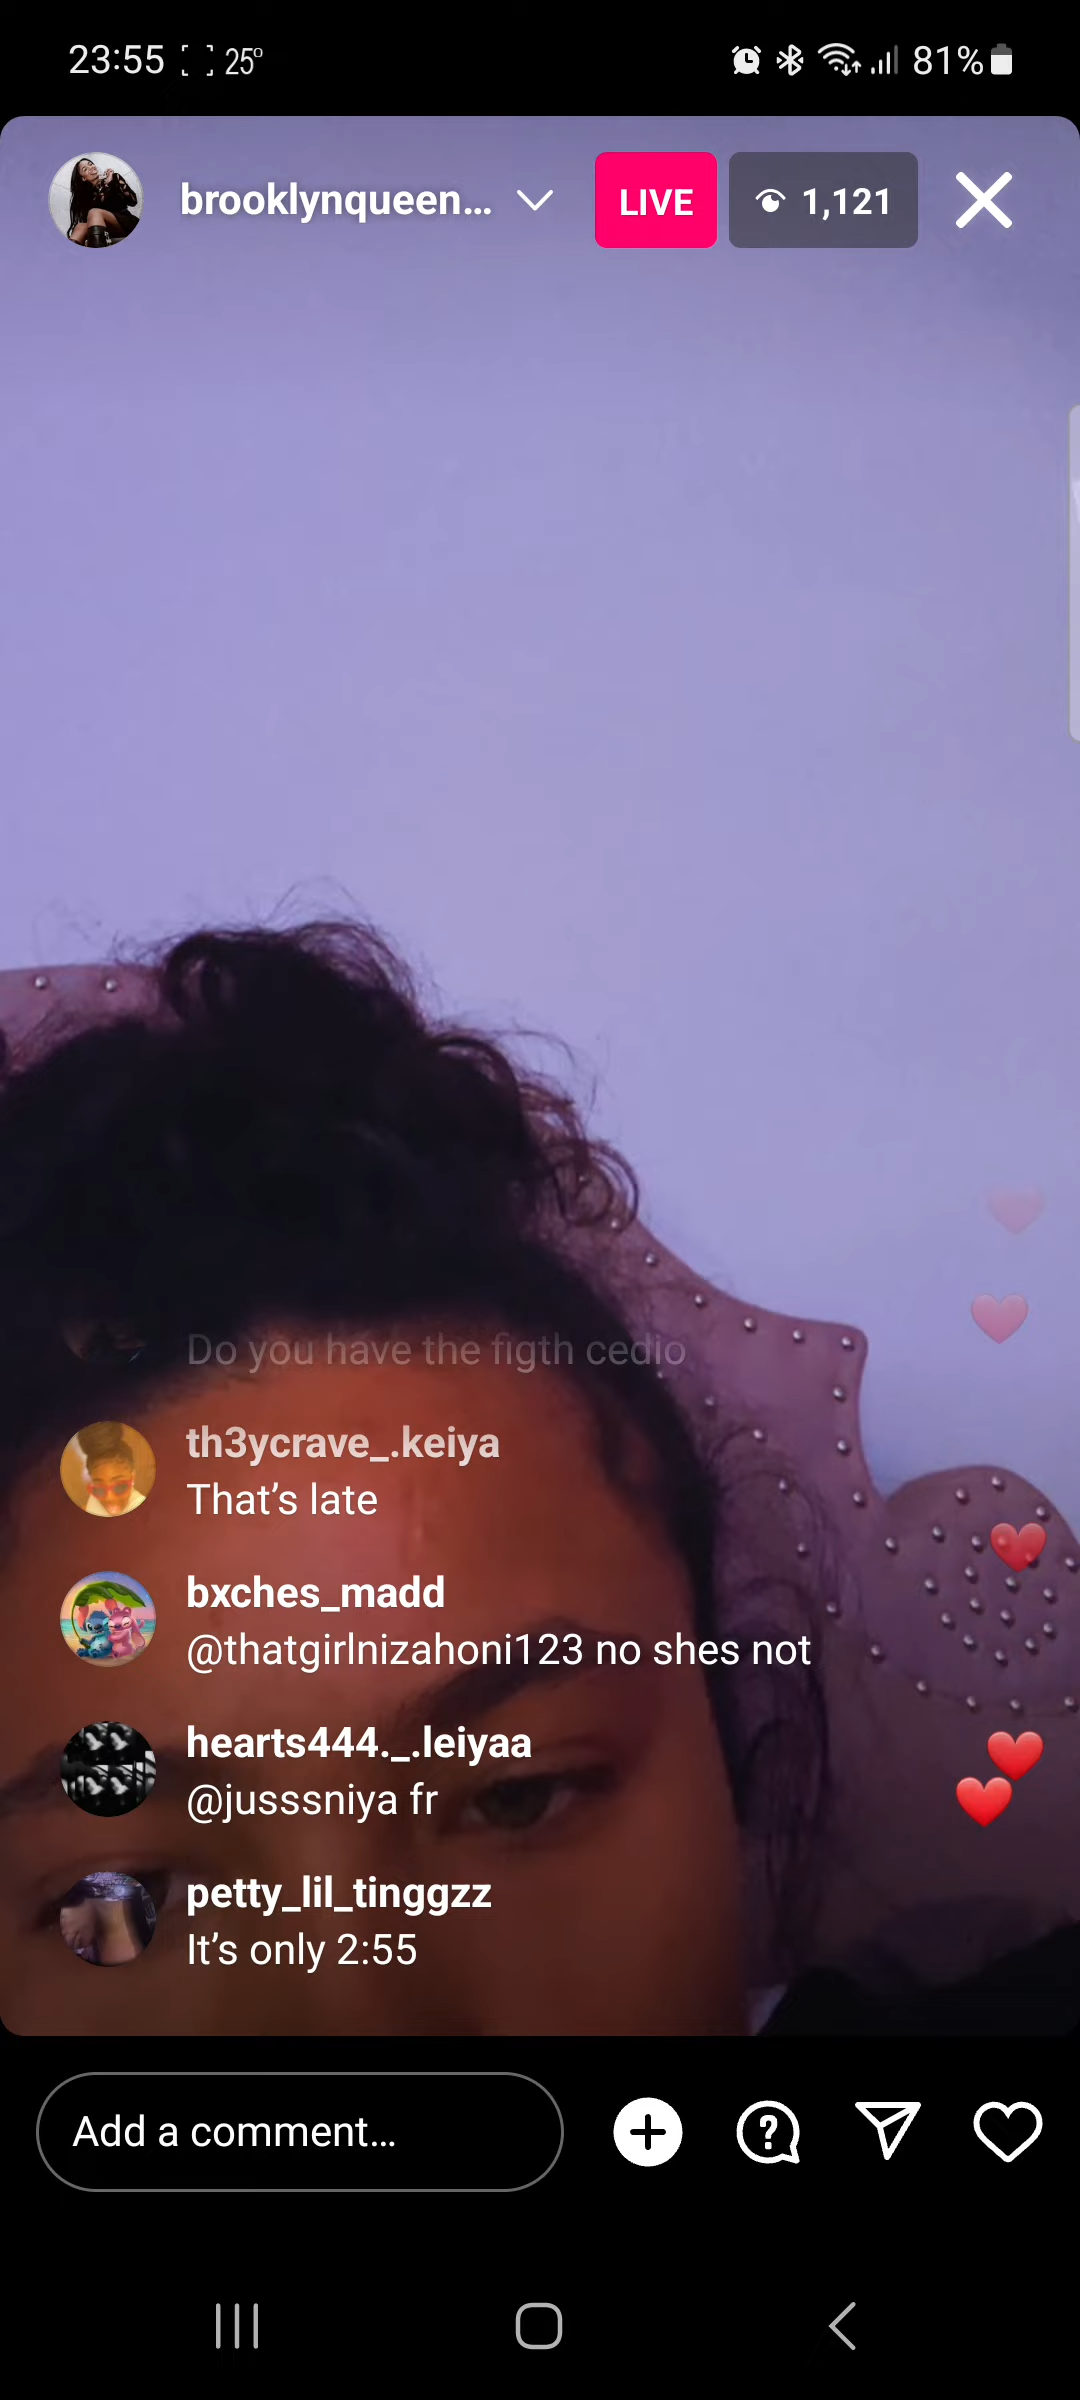 23:55 25°
81%
brooklynqueen...
LIVE
1,121
Do you have the figth cedio
th3ycrave_.keiya
That's late
bxches_madd
@thatgirlnizahoni123 no shes not
hearts444._.leiyaa
@jusssniya fr
petty_lil_tinggzz
It's only 2:55
Add a comment...